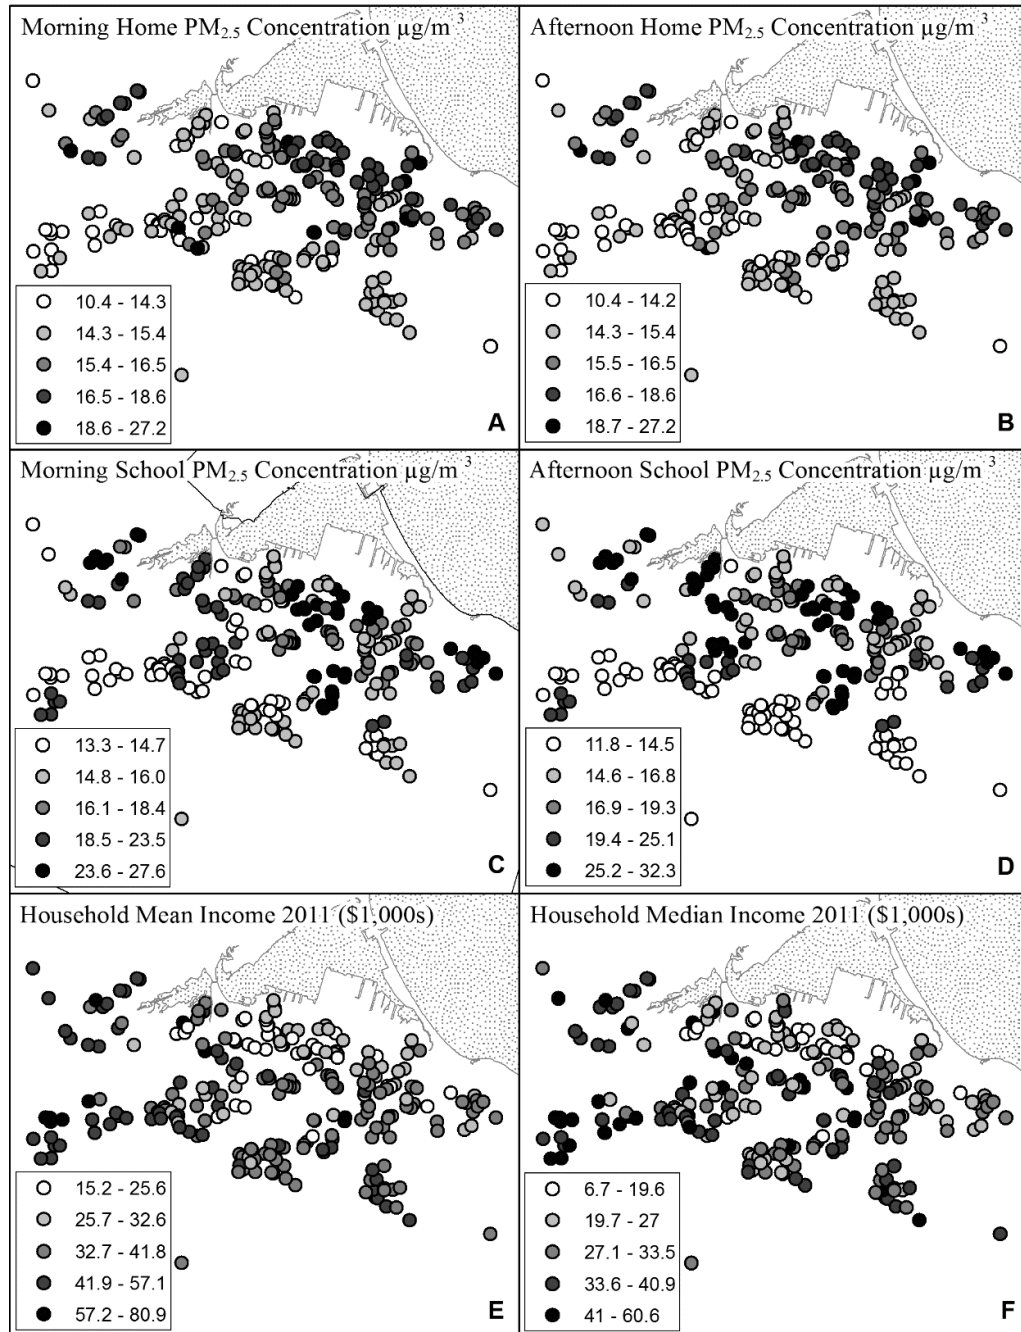 Morning Home PM2.5 Concentration µg/m 3
10.4 - 14.3
14.3 - 15.4
15.4 - 16.5
16.5 - 18.6
18.6 - 27.2
A
Afternoon Home PM2.5 Concentration µg/m 3
10.4 - 14.2
14.3 - 15.4
15.5 - 16.5
16.6 - 18.6
18.7 - 27.2
B
Morning School PM2.5 Concentration µg/m 3
13.3 - 14.7
14.8 - 16.0
16.1 - 18.4
18.5 - 23.5
23.6 - 27.6
C
Afternoon School PM2.5 Concentration µg/m 3
11.8 - 14.5
14.6 - 16.8
16.9 - 19.3
19.4 - 25.1
25.2 - 32.3
D
Household Mean Income 2011 ($1,000s)
15.2 - 25.6
25.7 - 32.6
32.7 - 41.8
41.9 - 57.1
57.2 - 80.9
E
Household Median Income 2011 ($1,000s)
6.7 - 19.6
19.7 - 27
27.1 - 33.5
33.6 - 40.9
41 - 60.6
F